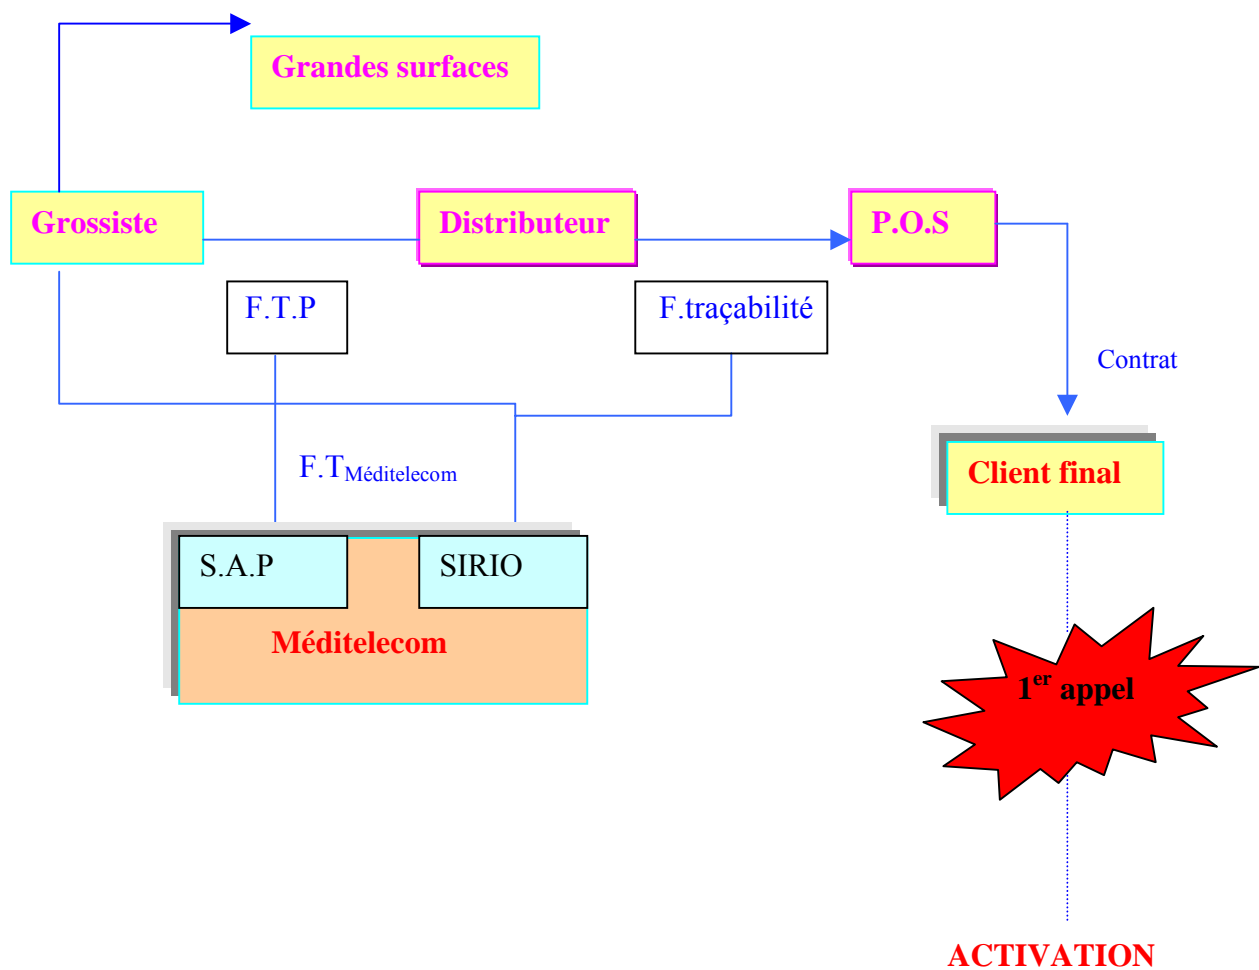 Grandes surfaces
Grossiste
Distributeur
P.O.S
F.T.P
F.traçabilité
Contrat
F.TMéditelecom
Client final
S.A.P
SIRIO
Méditelecom
1er appel
ACTIVATION